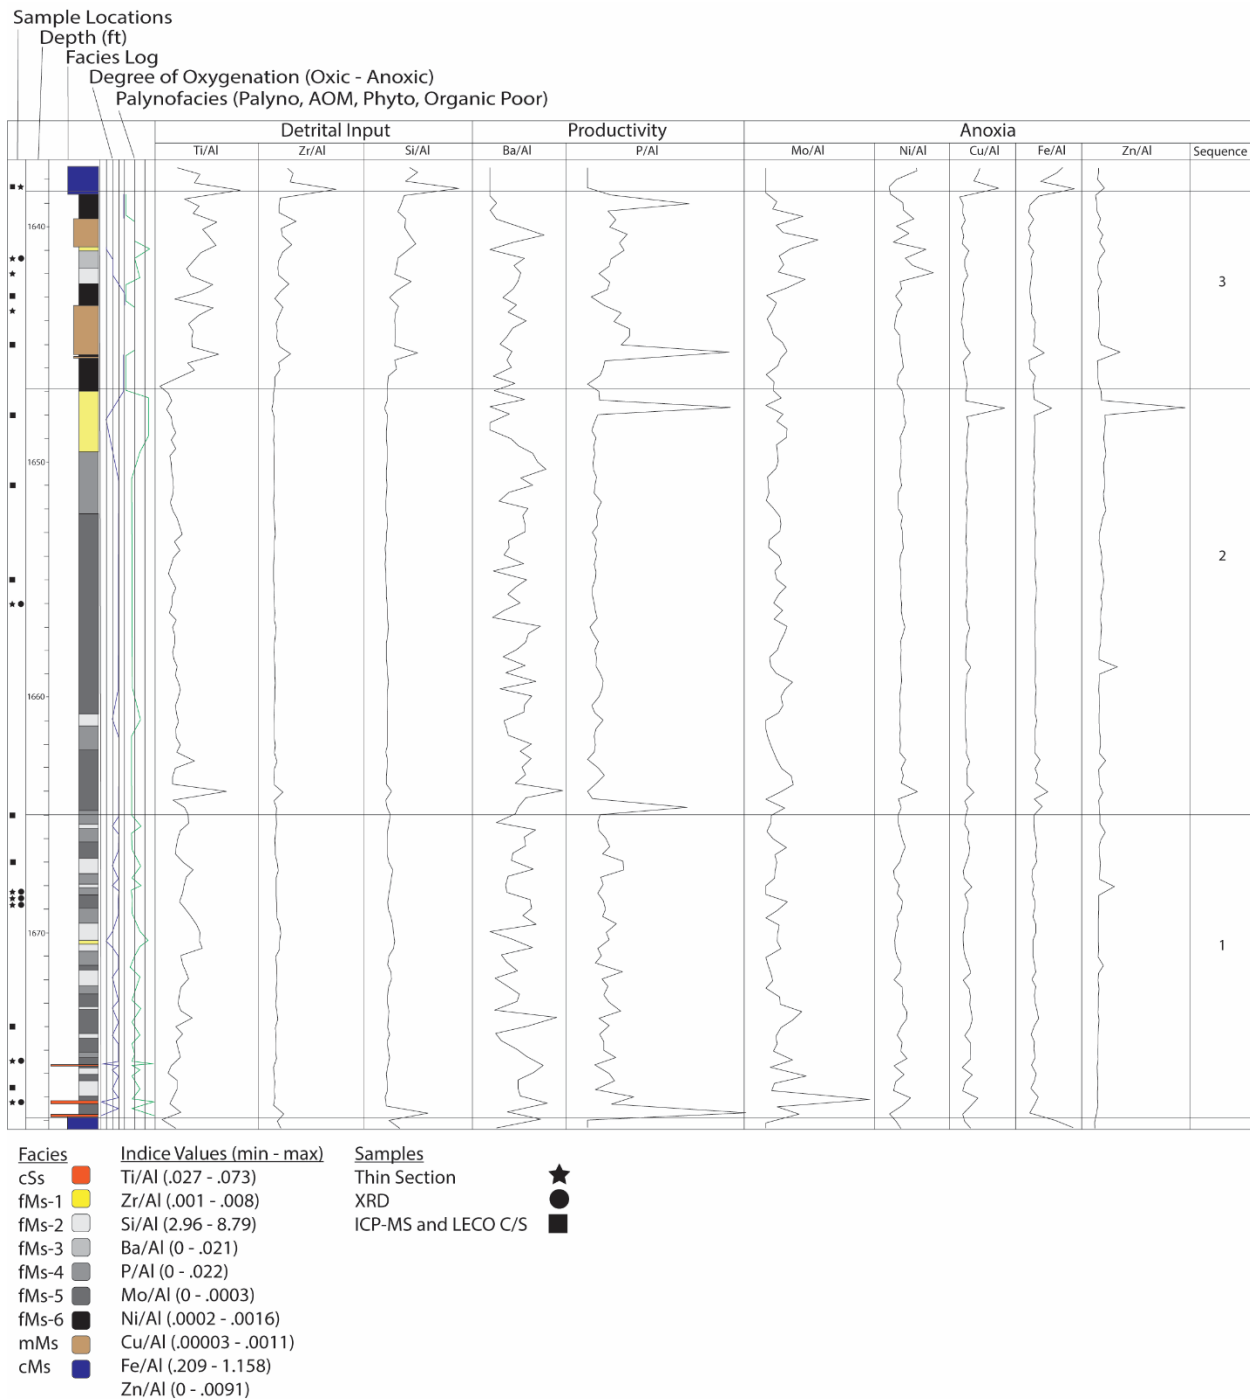 Sample Locations
Depth (ft)
Facies Log
Degree of Oxygenation (Oxic - Anoxic)
Palynofacies (Palyno, AOM, Phyto, Organic Poor)
Detrital Input Productivity Anoxia
Ti/Al Zr/Al Si/Al Ba/Al P/Al Mo/Al Ni/Al Cu/Al Fe/Al Zn/Al Sequence
1640
3
1650
2
1660
1670
1
Facies Indice Values (min - max) Samples
cSs Ti/Al (.027 - .073) Thin Section
fMs-1 Zr/Al (.001 - .008) XRD
fMs-2 Si/Al (2.96 - 8.79) ICP-MS and LECO C/S
fMs-3 Ba/Al (0 - .021)
fMs-4 P/Al (0 - .022)
fMs-5 Mo/Al (0 - .0003)
fMs-6 Ni/Al (.0002 - .0016)
mMs Cu/Al (.00003 - .0011)
cMs Fe/Al (.209 - 1.158)
Zn/Al (0 - .0091)